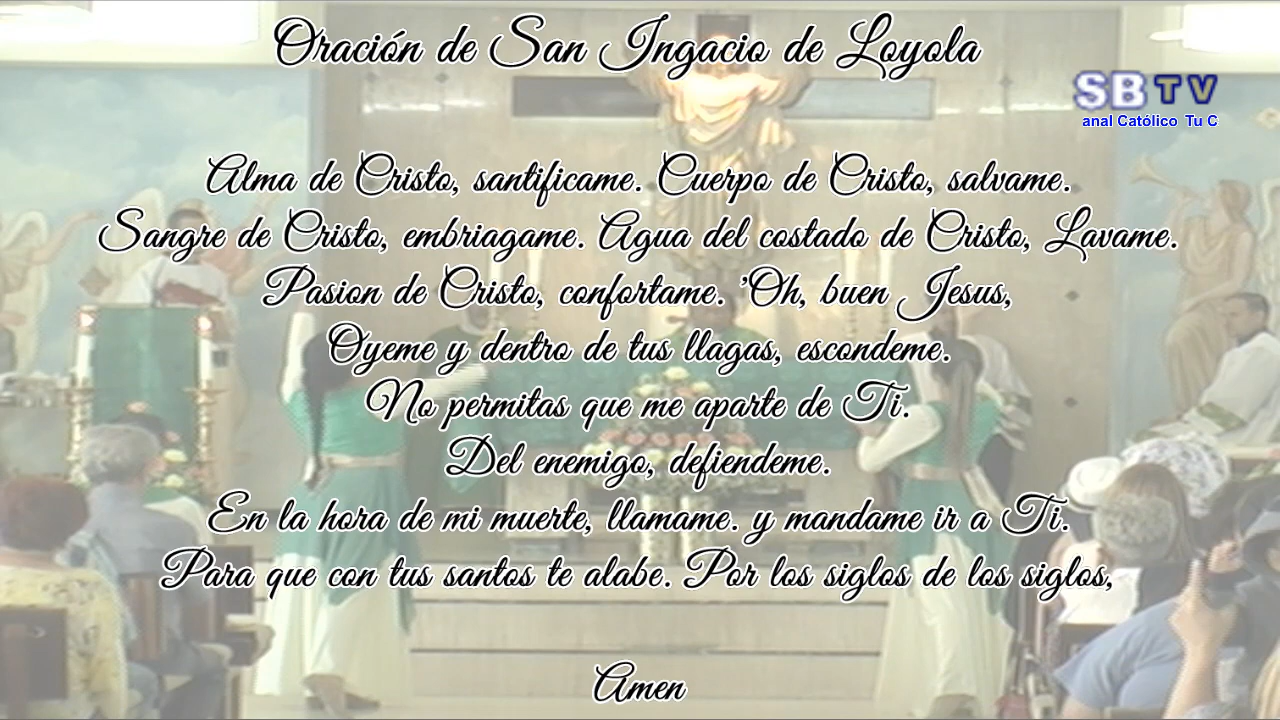 Oración de San Ingacio de Loyola
SBTV
anal Católico Tu C
Alma de Cristo, santificame. Cuerpo de Cristo, salvame.
Sangre de Cristo, embriagame. Agua del costado de Cristo, Lavame.
Pasion de Cristo, confortame. 'Oh, buen Jesus,
Oyeme y dentro de tus llagas, escondeme.
No permitas que me aparte de Ti.
Del enemigo, defiendeme.
En la hora de mi muerte, llamame. y mandame ir a Ti.
Para que con tus santos te alabe. Por los siglos de los siglos,
Amen